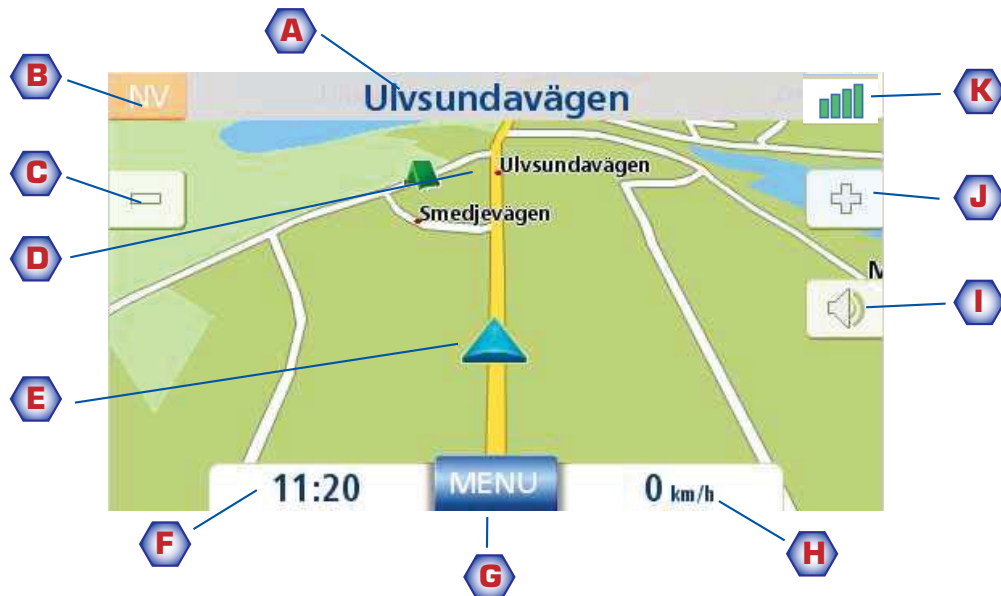 A
B
NV
Ulvsundavägen
K
C
Ulvsundavägen
J
Smedjevägen
D
M
I
E
11:20
MENU
0 km/h
F
G
H